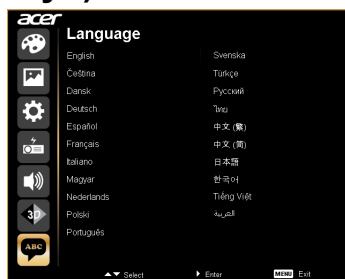 acer
Language
English
Čeština
Dansk
Deutsch
Español
Français
Italiano
Magyar
Nederlands
Polski
Português
Svenska
Türkçe
Русский
ไทย
中文 (繁)
中文 (简)
日本語
한국어
Tiếng Việt
العربية
3D
ABC
Select Enter MENU Exit